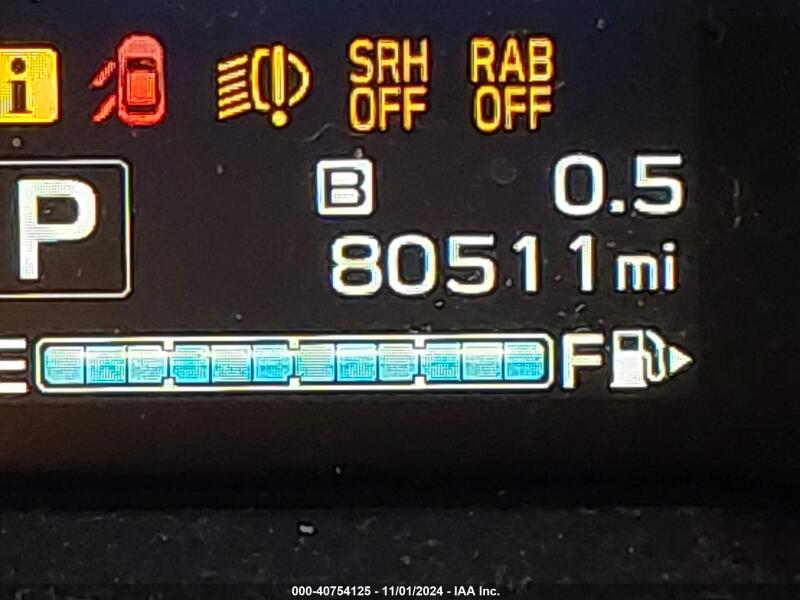 i SRH RAB
OFF OFF
P B 0.5
80511 mi
E F
000-40754125 - 11/01/2024 - IAA Inc.